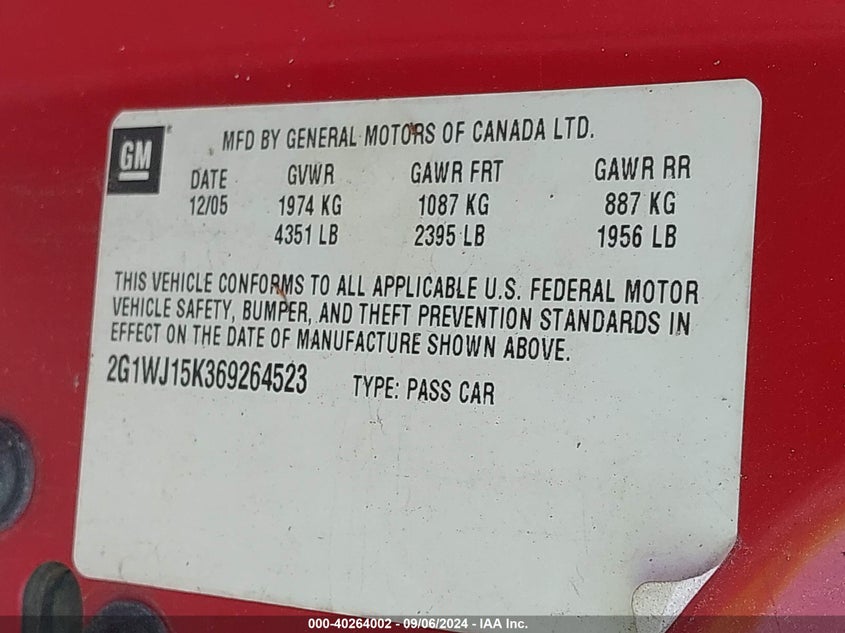 GM
MFD BY GENERAL MOTORS OF CANADA LTD.
DATE GVWR GAWR FRT GAWR RR
12/05 1974 KG 1087 KG 887 KG
4351 LB 2395 LB 1956 LB
THIS VEHICLE CONFORMS TO ALL APPLICABLE U.S. FEDERAL MOTOR
VEHICLE SAFETY, BUMPER, AND THEFT PREVENTION STANDARDS IN
EFFECT ON THE DATE OF MANUFACTURE SHOWN ABOVE.
2G1WJ15K369264523 TYPE: PASS CAR
000-40264002 - 09/06/2024 - IAA Inc.